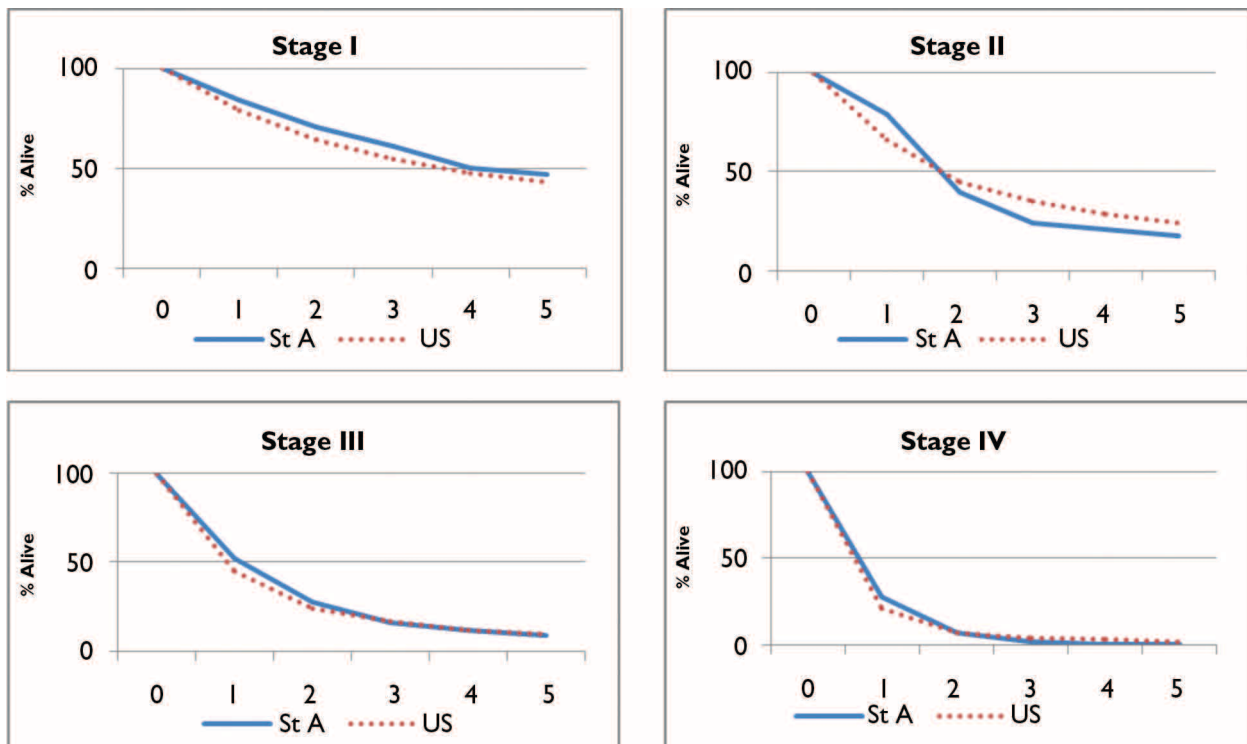 Stage I
100
50
0
% Alive
0 1 2 3 4 5
St A US
Stage II
100
50
0
% Alive
0 1 2 3 4 5
St A US
Stage III
100
50
0
% Alive
0 1 2 3 4 5
St A US
Stage IV
100
50
0
% Alive
0 1 2 3 4 5
St A US